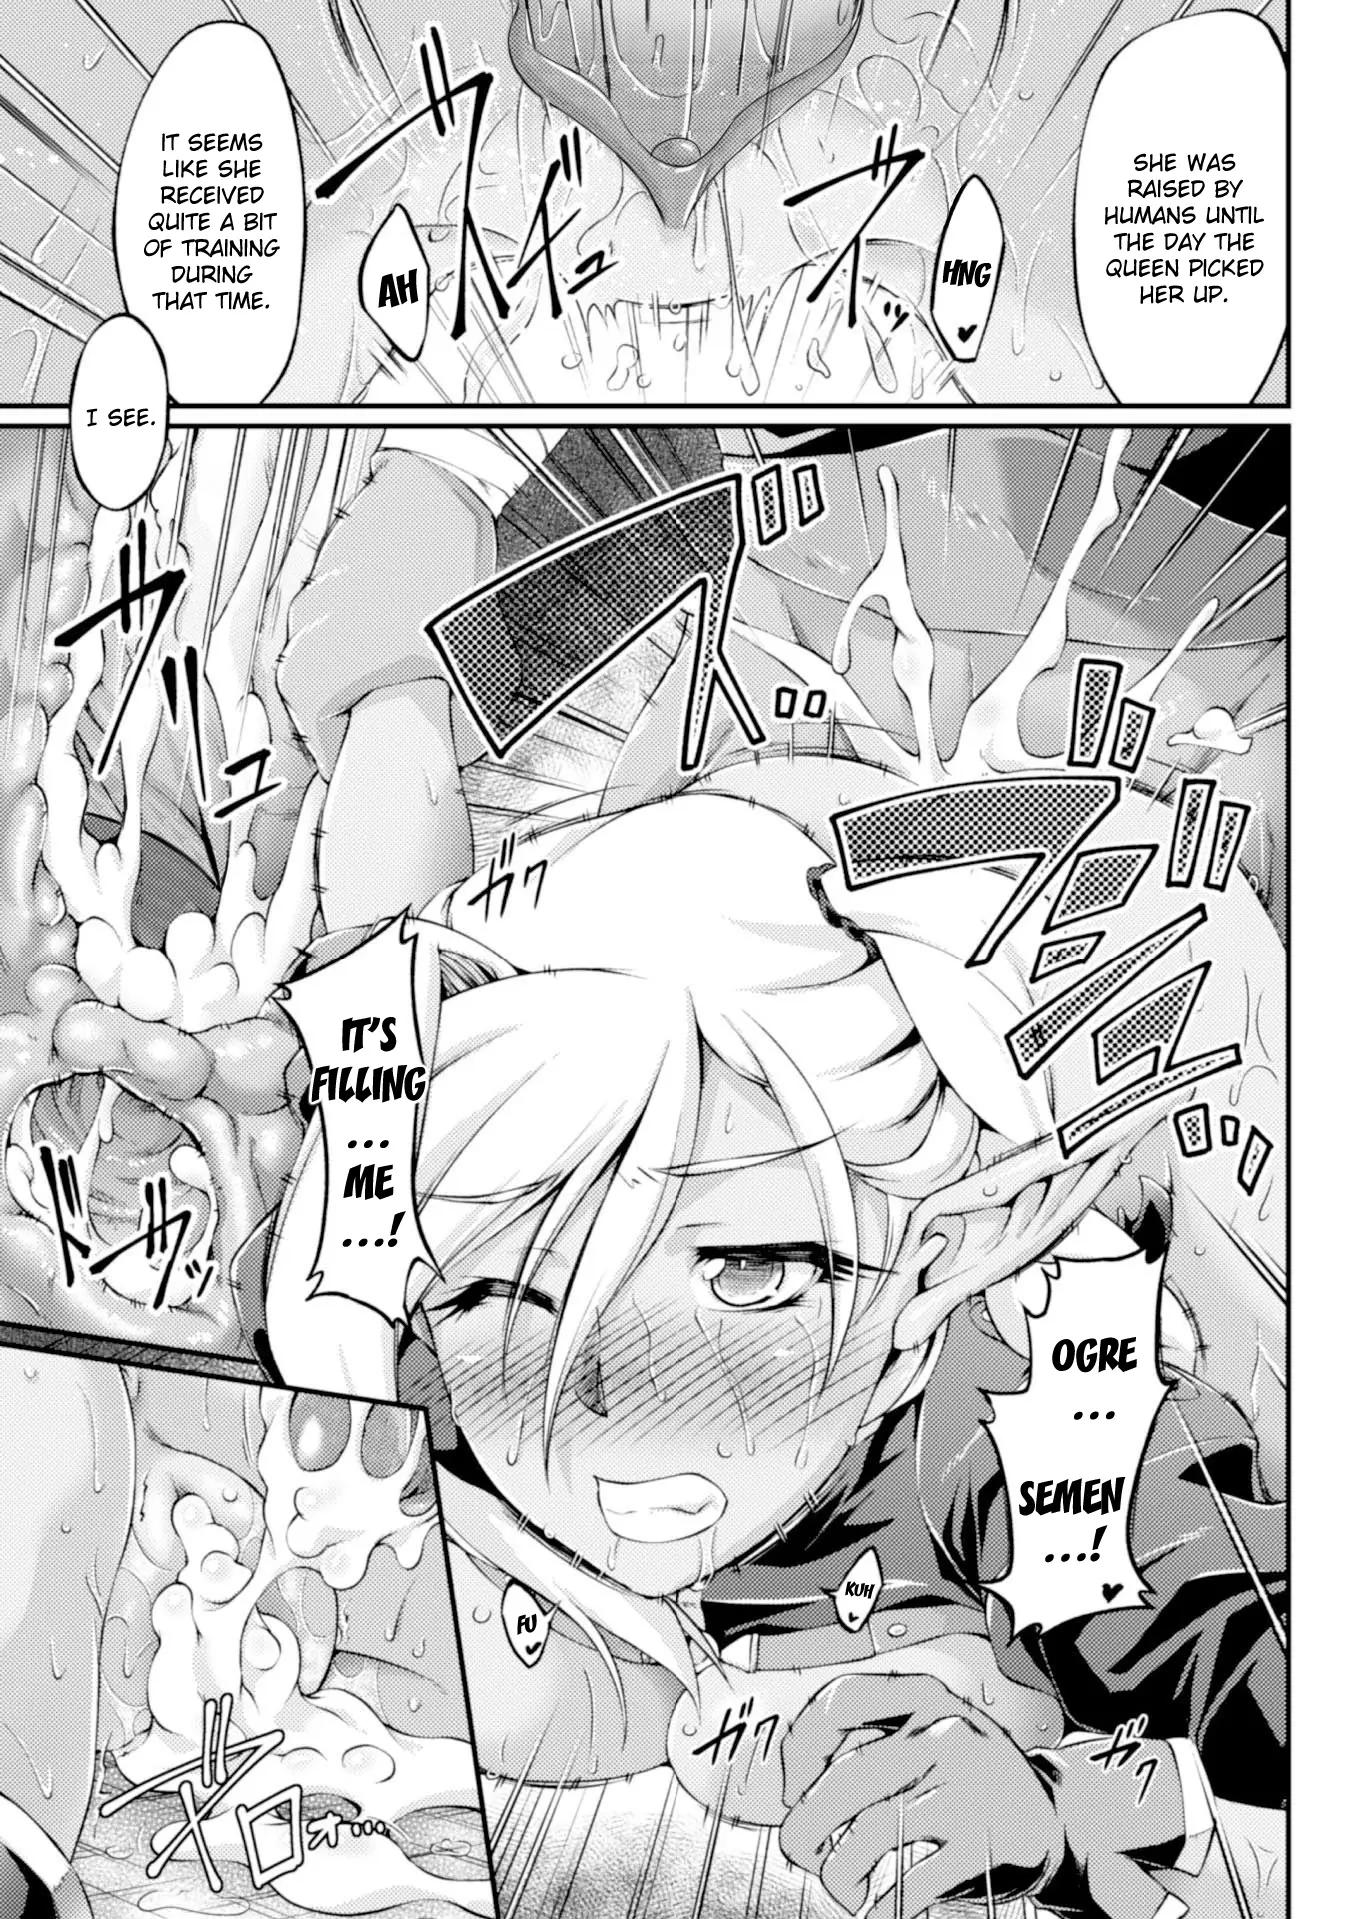 SHE WAS
RAISED BY
HUMANS UNTIL
THE DAY THE
QUEEN PICKED
HER UP.
HNG
AH
IT SEEMS
LIKE SHE
RECEIVED
QUITE A BIT
OF TRAINING
DURING
THAT TIME.
I SEE.
IT'S
FILLING
...
ME
...!
OGRE
...
SEMEN
...!
KUH
FU
ガク
ガク